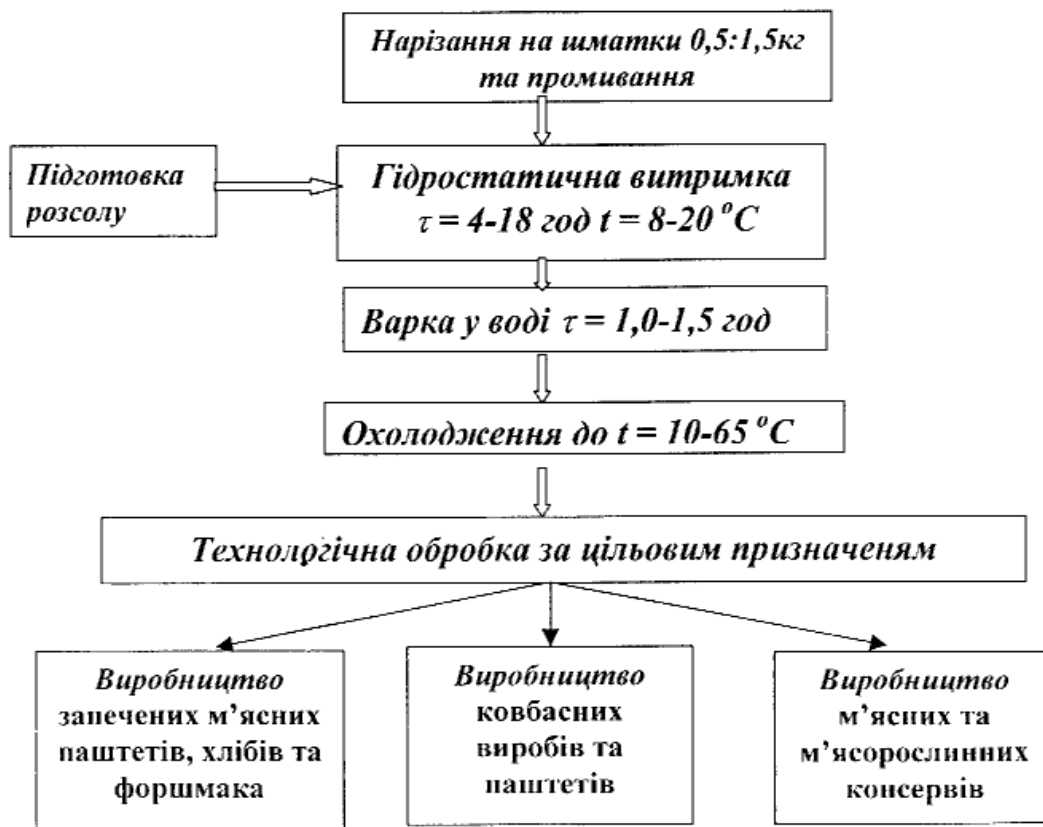 Нарізання на шматки 0,5:1,5кг
та промивання
Підготовка
розсолу
Гідростатична витримка
τ = 4-18 год t = 8-20 °C
Варка у воді τ = 1,0-1,5 год
Охолодження до t = 10-65 °C
Технологічна обробка за цільовим призначеням
Виробництво
запечених м’ясних
паштетів, хлібів та
форшмака
Виробництво
ковбасних
виробів та
паштетів
Виробництво
м’ясних та
м’ясорослинних
консервів